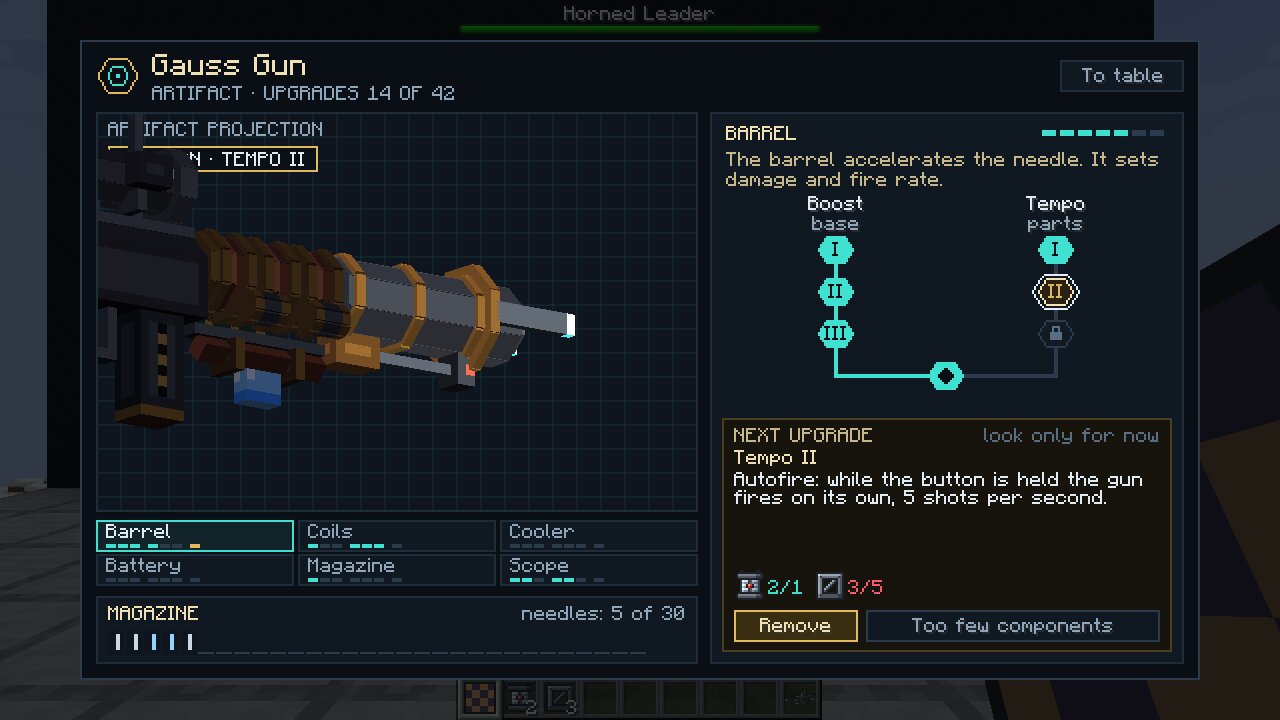 Horned Leader
Gauss Gun
ARTIFACT · UPGRADES 14 OF 42
To table
IFACT PROJECTION
· TEMPO II
BARREL
The barrel accelerates the needle. It sets
damage and fire rate.
Boost
base
Tempo
parts
I
I
II
II
III
NEXT UPGRADE
look only for now
Tempo II
Autofire: while the button is held the gun
fires on its own, 5 shots per second.
2/1
3/5
Remove
Too few components
Barrel
Coils
Cooler
Battery
Magazine
Scope
MAGAZINE
needles: 5 of 30
2
3